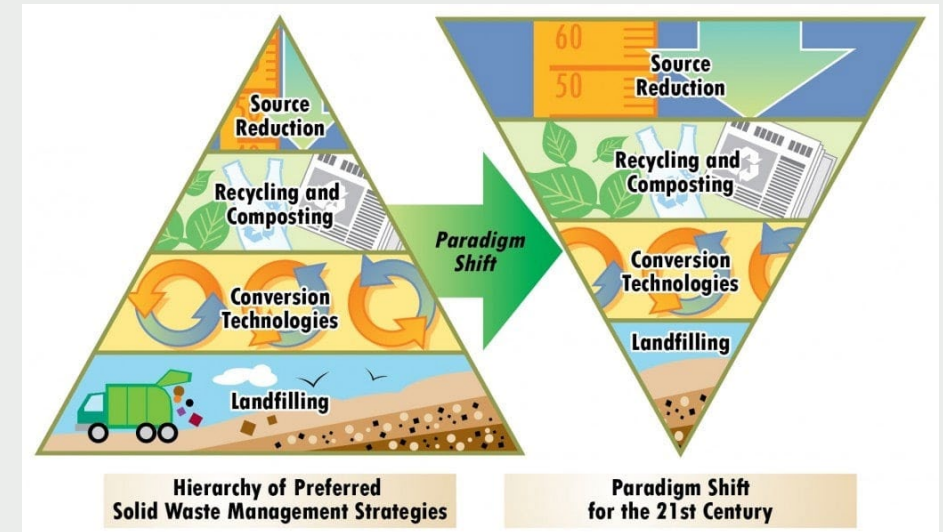 Source
Reduction
Recycling and
Composting
Conversion
Technologies
Landfilling
Paradigm
Shift
60
50
Source
Reduction
Recycling and
Composting
Conversion
Technologies
Landfilling
Hierarchy of Preferred
Solid Waste Management Strategies
Paradigm Shift
for the 21st Century